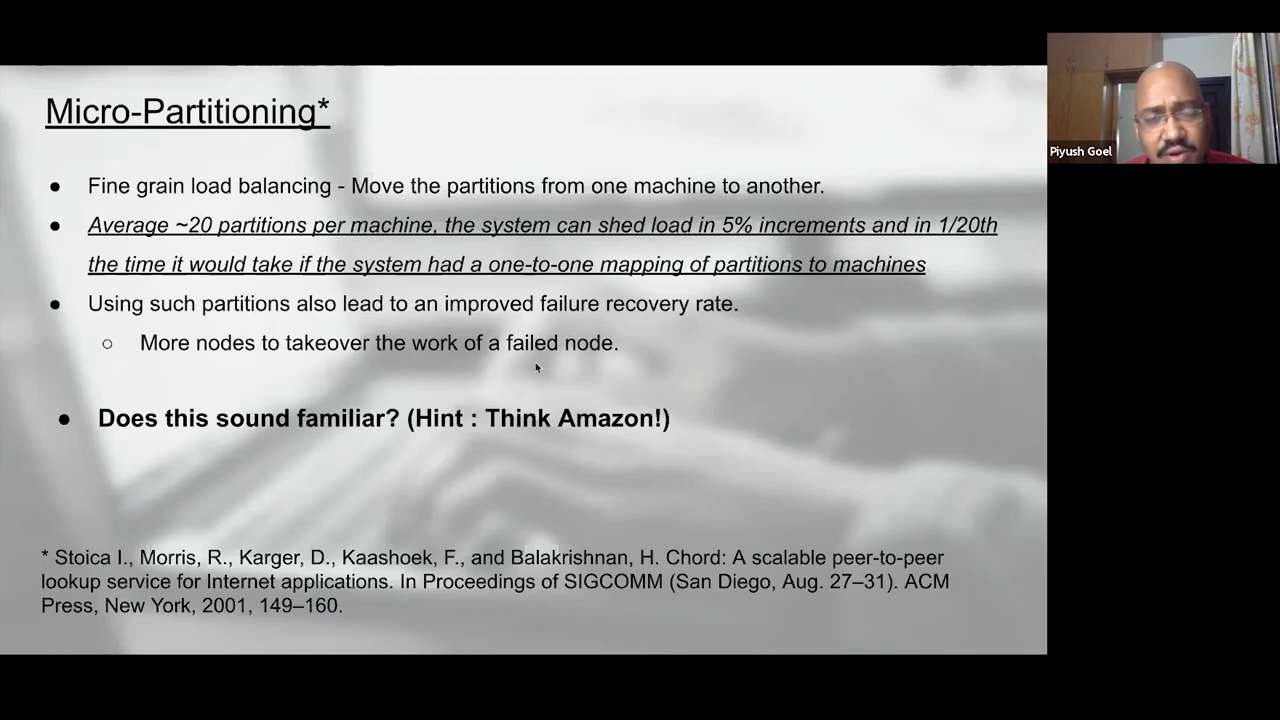 Micro-Partitioning*
● Fine grain load balancing - Move the partitions from one machine to another.
● Average ~20 partitions per machine, the system can shed load in 5% increments and in 1/20th
the time it would take if the system had a one-to-one mapping of partitions to machines
● Using such partitions also lead to an improved failure recovery rate.
○ More nodes to takeover the work of a failed node.
● Does this sound familiar? (Hint : Think Amazon!)
* Stoica I., Morris, R., Karger, D., Kaashoek, F., and Balakrishnan, H. Chord: A scalable peer-to-peer
lookup service for Internet applications. In Proceedings of SIGCOMM (San Diego, Aug. 27–31). ACM
Press, New York, 2001, 149–160.
Piyush Goel